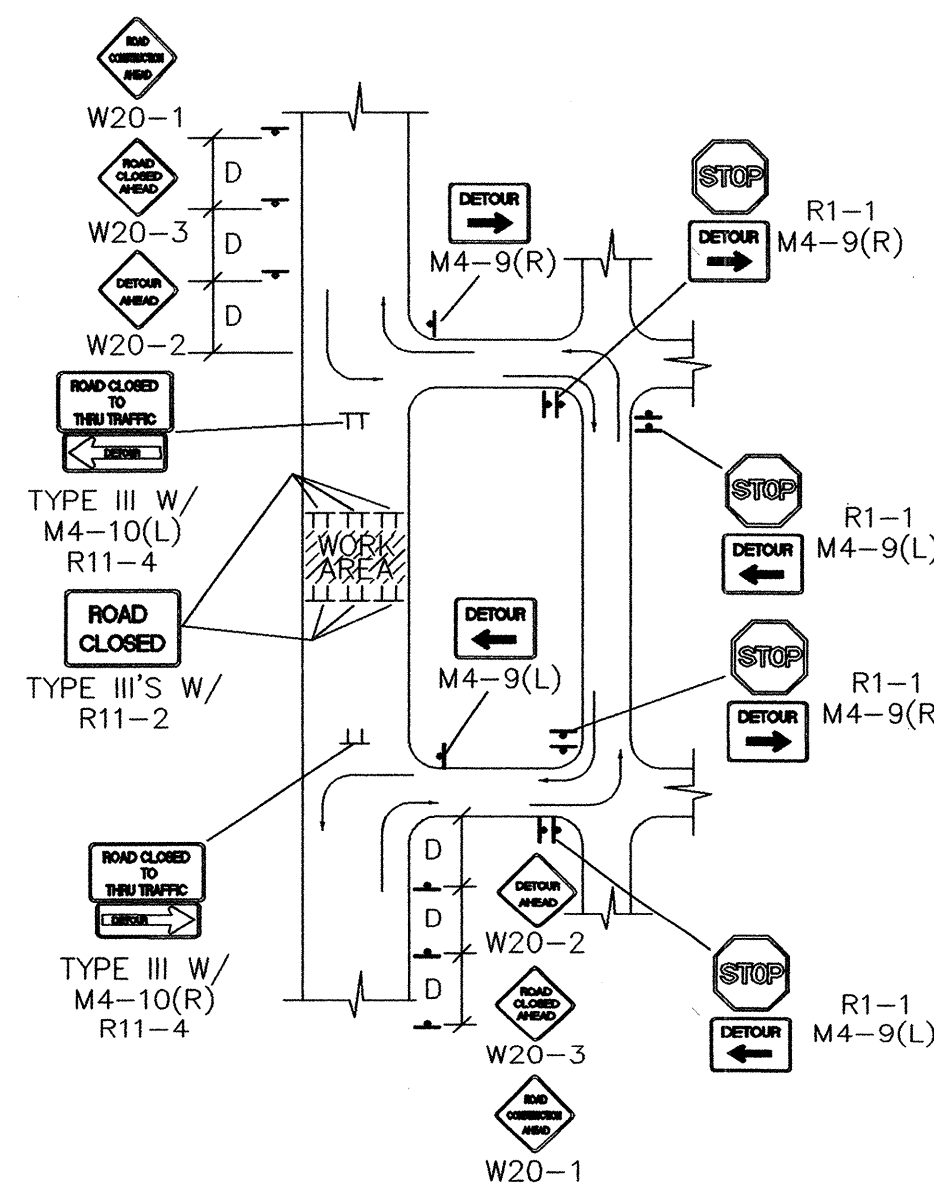 ROAD
CONSTRUCTION
AHEAD
W20-1
ROAD
CLOSED
AHEAD
W20-3
DETOUR
AHEAD
W20-2
D
D
D
ROAD CLOSED
TO
THRU TRAFFIC
DETOUR
TYPE III W/
M4-10(L)
R11-4
ROAD
CLOSED
TYPE III'S W/
R11-2
ROAD CLOSED
TO
THRU TRAFFIC
DETOUR
TYPE III W/
M4-10(R)
R11-4
DETOUR
M4-9(R)
WORK
AREA
DETOUR
M4-9(L)
D
D
D
DETOUR
AHEAD
W20-2
ROAD
CLOSED
AHEAD
W20-3
ROAD
CONSTRUCTION
AHEAD
W20-1
STOP
DETOUR
R1-1
M4-9(R)
STOP
DETOUR
R1-1
M4-9(L)
STOP
DETOUR
R1-1
M4-9(R
STOP
DETOUR
R1-1
M4-9(L)